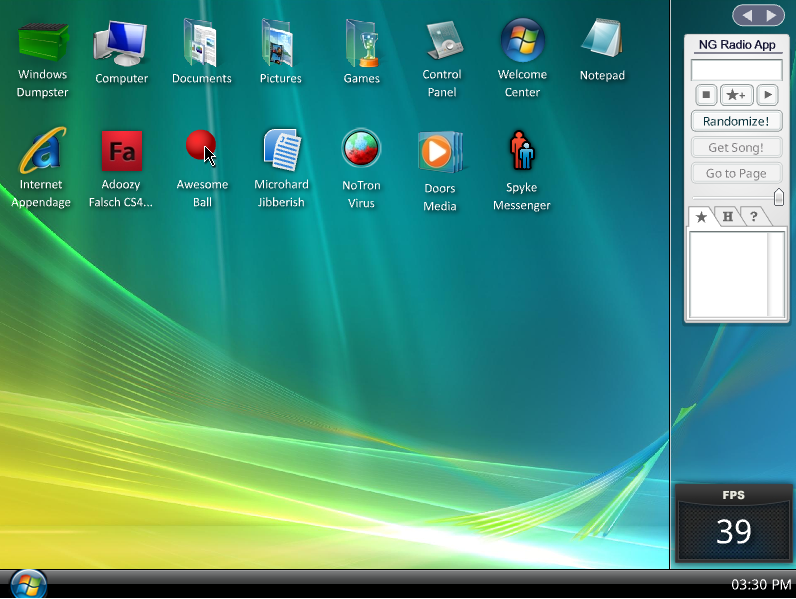 Windows
Dumpster
Computer
Documents
Pictures
Games
Control
Panel
Welcome
Center
Notepad
Internet
Appendage
Fa
Adoozy
Falsch CS4...
Awesome
Ball
Microhard
Jibberish
NoTron
Virus
Doors
Media
Spyke
Messenger
NG Radio App
★+
Randomize!
Get Song!
Go to Page
★ H ?
FPS
39
03:30 PM